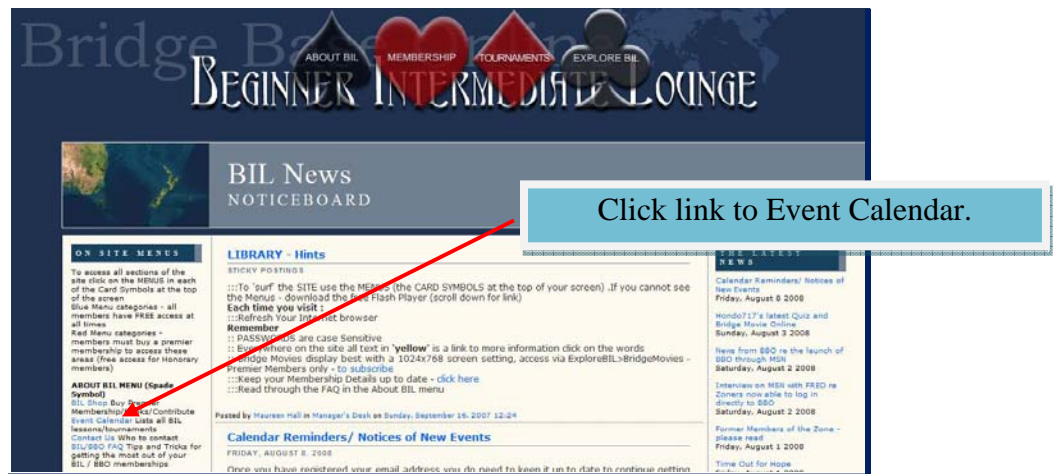 Bridge Base Online
ABOUT BIL
MEMBERSHIP
TOURNAMENTS
EXPLORE BIL
BEGINNER INTERMEDIATE LOUNGE
BIL News
NOTICEBOARD
Click link to Event Calendar.
ON SITE MENUS
To access all sections of the
site click on the MENUS in each
of the Card Symbols at the top
of the screen
Blue Menu categories - all
members have FREE access at
all times
Red Menu categories -
members must buy a premier
membership to access these
areas (free access for Honorary
members)
ABOUT BIL MENU (Spade
Symbol)
BIL Shop Buy Premier
Membership/Contribute
Event Calendar Lists all BIL
lessons/tournaments
Contact Us Who to contact
BIL/BBO FAQ Tips and Tricks for
getting the most out of your
BIL / BBO memberships
LIBRARY - Hints
STICKY POSTINGS
:::To 'surf' the SITE use the MENUS (the CARD SYMBOLS at the top of your screen) .If you cannot see
the Menus - download the free Flash Player (scroll down for link)
Each time you visit :
:::Refresh Your Internet browser
Remember
:: PASSWORDS are case Sensitive
:: Everywhere on the site all text in 'yellow' is a link to more information click on the words
:: Bridge Movies display best with a 1024x768 screen setting, access via ExploreBIL>BridgeMovies -
Premier Members only - to subscribe
:::Keep your Membership Details up to date - click here
:::Read through the FAQ in the About BIL menu
Posted by Maureen Hall in Manager's Desk on Sunday, September 16, 2007 12:24
Calendar Reminders/ Notices of New Events
FRIDAY, AUGUST 8, 2008
Once you have registered your email address you do need to keep it up to date to continue getting
THE LATEST
NEWS
Calendar Reminders/ Notices of
New Events
Friday, August 8 2008
Hondo717's latest Quiz and
Bridge Movie Online
Sunday, August 3 2008
News from BBO re the launch of
BBO through MSN
Saturday, August 2 2008
Interview on MSN with FRED re
Zoners now able to log in
directly to BBO
Saturday, August 2 2008
Former Members of the Zone -
please read
Friday, August 1 2008
Time Out for Hope